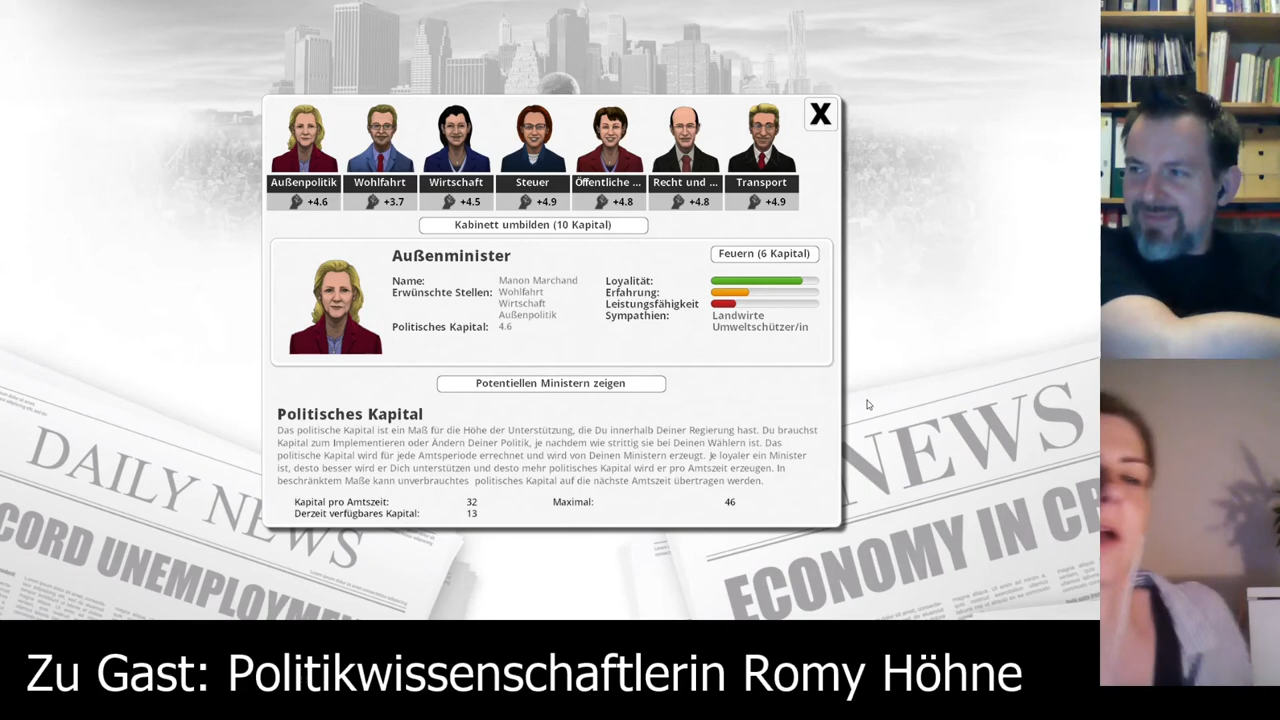 X
Außenpolitik
Wohlfahrt
Wirtschaft
Steuer
Öffentliche ...
Recht und ...
Transport
+4.6
+3.7
+4.5
+4.9
+4.8
+4.8
+4.9
Kabinett umbilden (10 Kapital)
Außenminister
Feuern (6 Kapital)
Name: Manon Marchand
Erwünschte Stellen: Wohlfahrt
Wirtschaft
Außenpolitik
Politisches Kapital: 4.6
Loyalität:
Erfahrung:
Leistungsfähigkeit
Sympathien: Landwirte
Umweltschützer/in
Potentiellen Ministern zeigen
Politisches Kapital
Das politische Kapital ist ein Maß für die Höhe der Unterstützung, die Du innerhalb Deiner Regierung hast. Du brauchst
Kapital zum Implementieren oder Ändern Deiner Politik, je nachdem wie strittig sie bei Deinen Wählern ist. Das
politische Kapital wird für jede Amtsperiode errechnet und wird von Deinen Ministern erzeugt. Je loyaler ein Minister
ist, desto besser wird er Dich unterstützen und desto mehr politisches Kapital wird er pro Amtszeit erzeugen. In
beschränktem Maße kann unverbrauchtes politisches Kapital auf die nächste Amtszeit übertragen werden.
Kapital pro Amtszeit: 32 Maximal: 46
Derzeit verfügbares Kapital: 13
DAILY NEWS
CORD UNEMPLOYME
NEWS
ECONOMY IN CR
Zu Gast: Politikwissenschaftlerin Romy Höhne